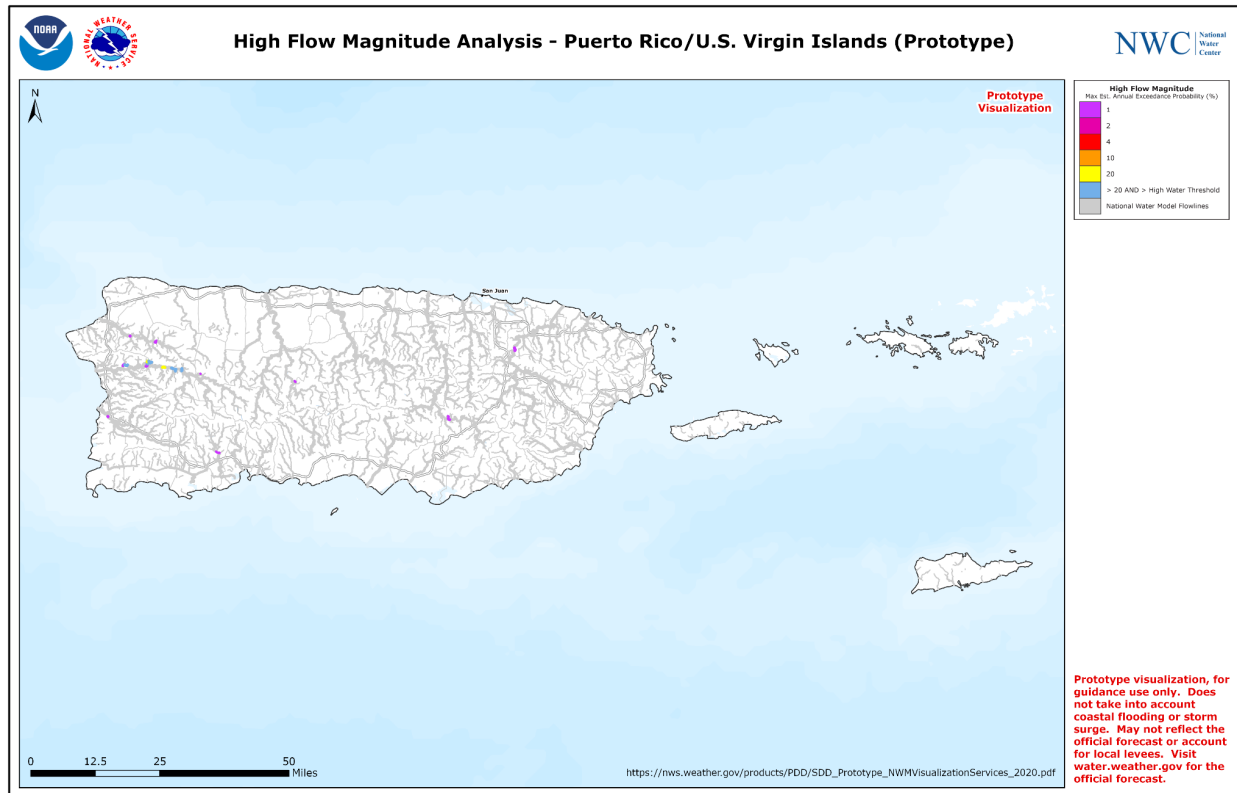 NOAA
NATIONAL WEATHER SERVICE
High Flow Magnitude Analysis - Puerto Rico/U.S. Virgin Islands (Prototype)
NWC
National
Water
Center
N
Prototype
Visualization
High Flow Magnitude
Max Est. Annual Exceedance Probability (%)
1
2
4
10
20
> 20 AND > High Water Threshold
National Water Model Flowlines
San Juan
Prototype visualization, for
guidance use only. Does
not take into account
coastal flooding or storm
surge. May not reflect the
official forecast or account
for local levees. Visit
water.weather.gov for the
official forecast.
0 12.5 25 50
Miles
https://nws.weather.gov/products/PDD/SDD_Prototype_NWMVisualizationServices_2020.pdf